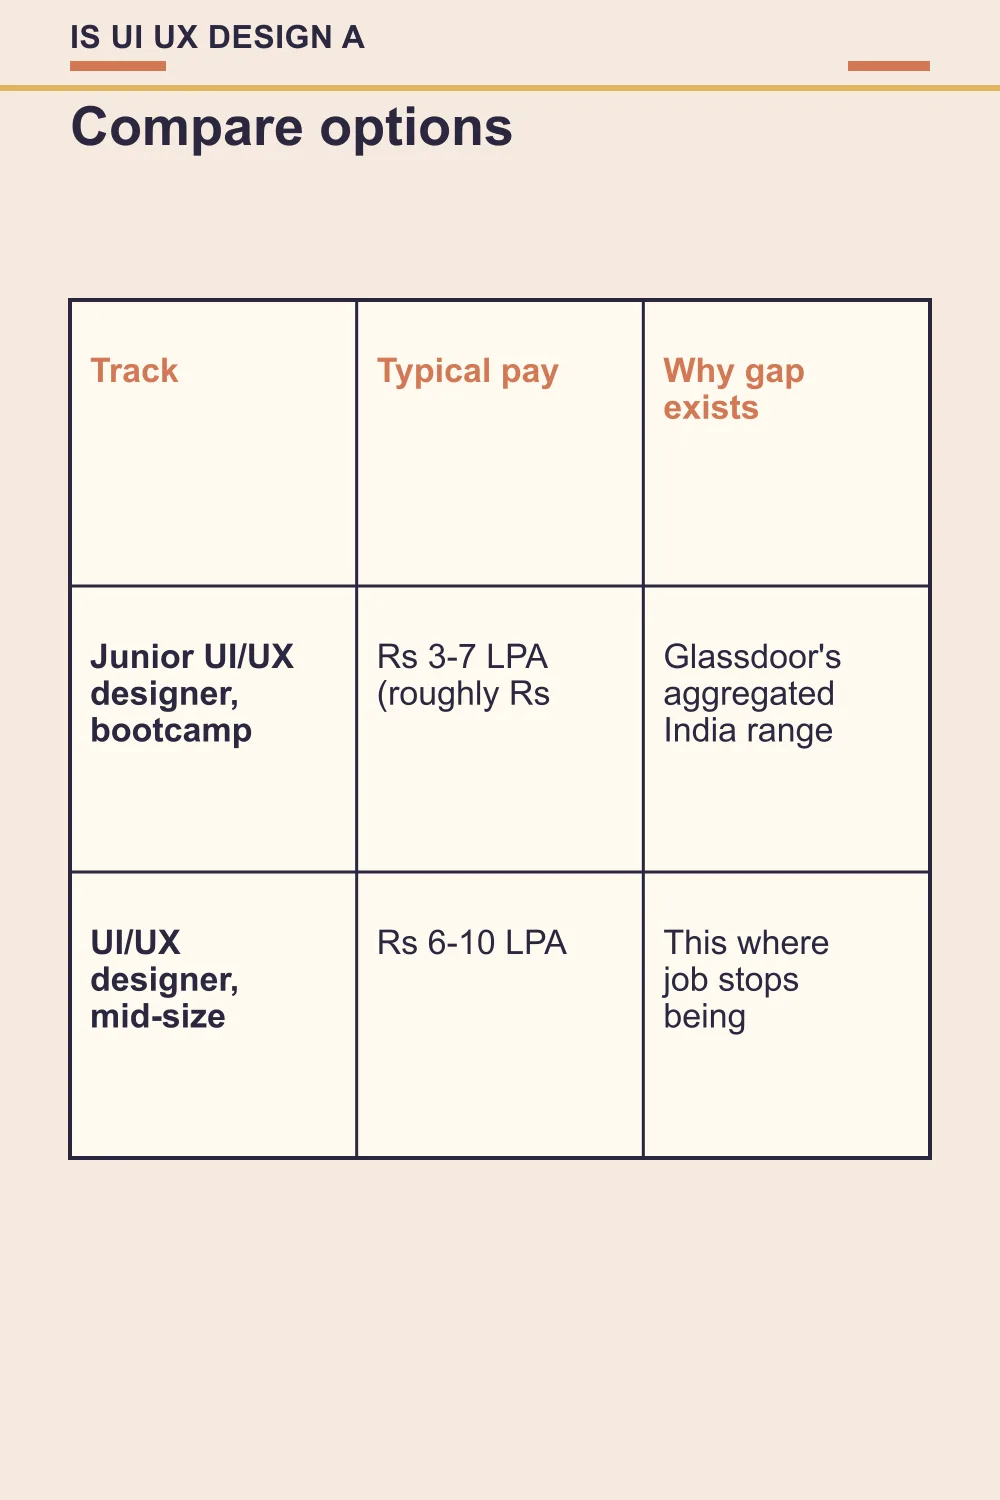 IS UI UX DESIGN A
Compare options
Track
Typical pay
Why gap
exists
Junior UI/UX
designer,
bootcamp
Rs 3-7 LPA
(roughly Rs
Glassdoor's
aggregated
India range
UI/UX
designer,
mid-size
Rs 6-10 LPA
This where
job stops
being